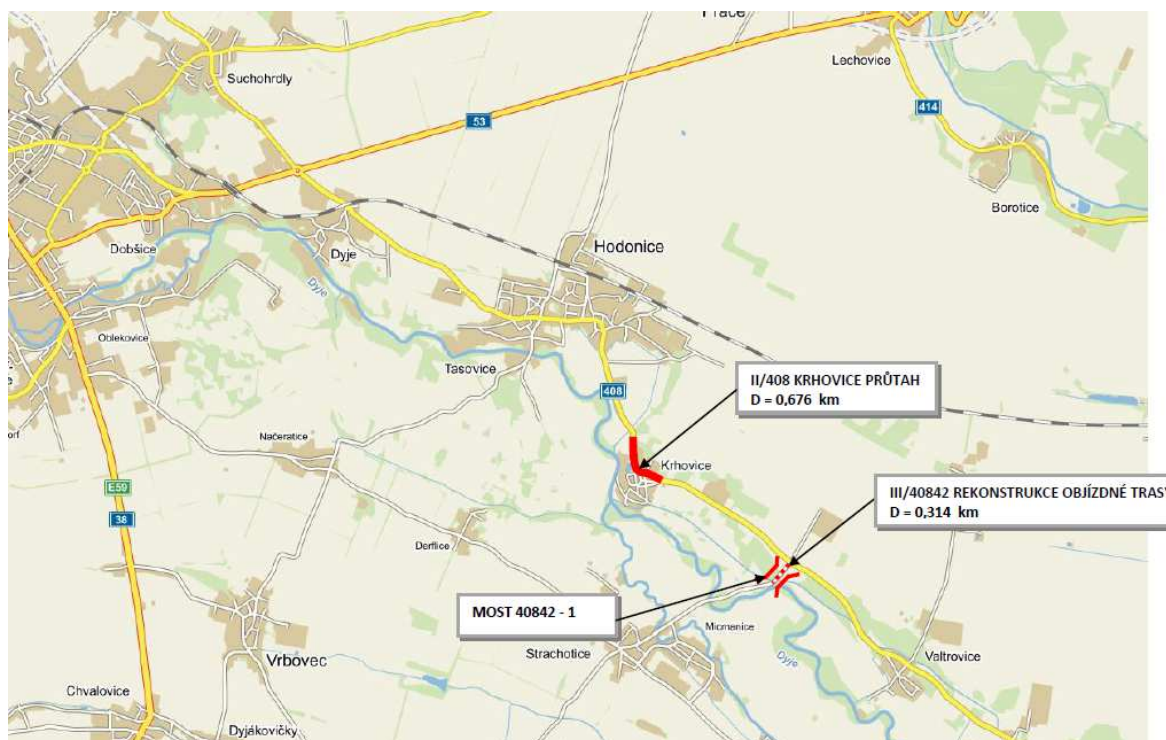 Práče
Lechovice
Suchohrdly
414
53
Borotice
Dobšice
Dyje
Hodonice
Dyje
Oblekovice
Tasovice
II/408 KRHOVICE PRŮTAH
D = 0,676 km
408
Načeratice
Krhovice
E59
38
III/40842 REKONSTRUKCE OBJÍZDNÉ TRASY
D = 0,314 km
Derflice
MOST 40842 - 1
Micmanice
Strachotice
Dyje
Valtrovice
Vrbovec
Chvalovice
Dyjákovičky